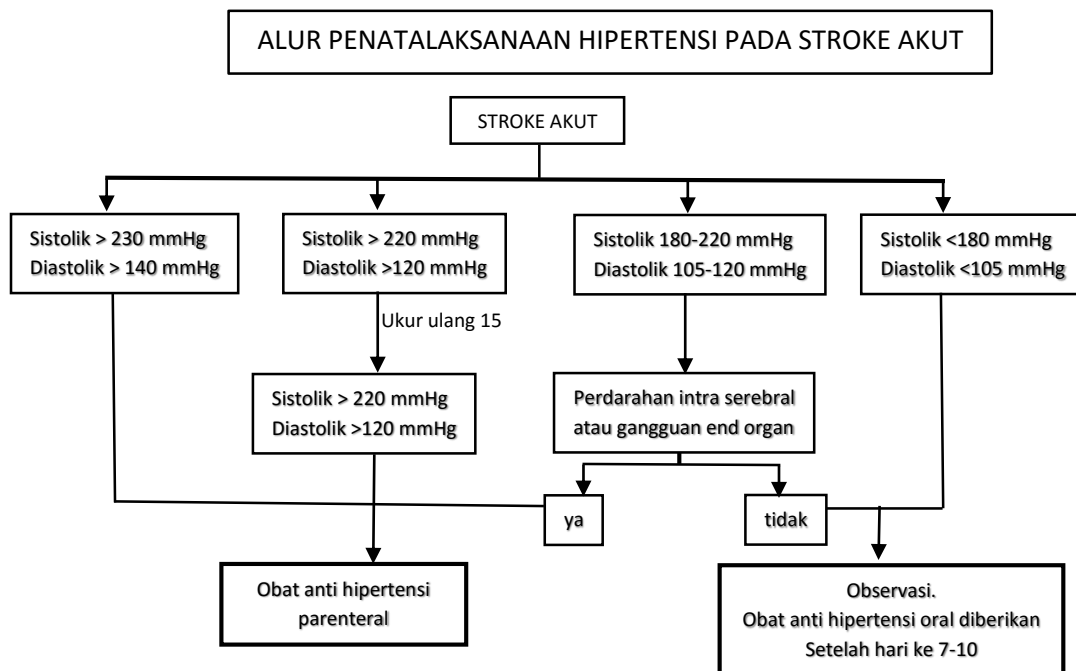 ALUR PENATALAKSANAAN HIPERTENSI PADA STROKE AKUT
STROKE AKUT
Sistolik > 230 mmHg
Diastolik > 140 mmHg
Sistolik > 220 mmHg
Diastolik >120 mmHg
Sistolik 180-220 mmHg
Diastolik 105-120 mmHg
Sistolik <180 mmHg
Diastolik <105 mmHg
Ukur ulang 15
Sistolik > 220 mmHg
Diastolik >120 mmHg
Perdarahan intra serebral
atau gangguan end organ
ya
tidak
Obat anti hipertensi
parenteral
Observasi.
Obat anti hipertensi oral diberikan
Setelah hari ke 7-10